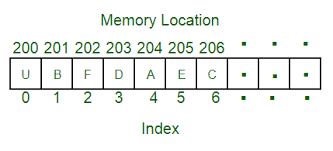 Memory Location
200 201 202 203 204 205 206 . . .
U B F D A E C . . .
0 1 2 3 4 5 6 . . .
Index